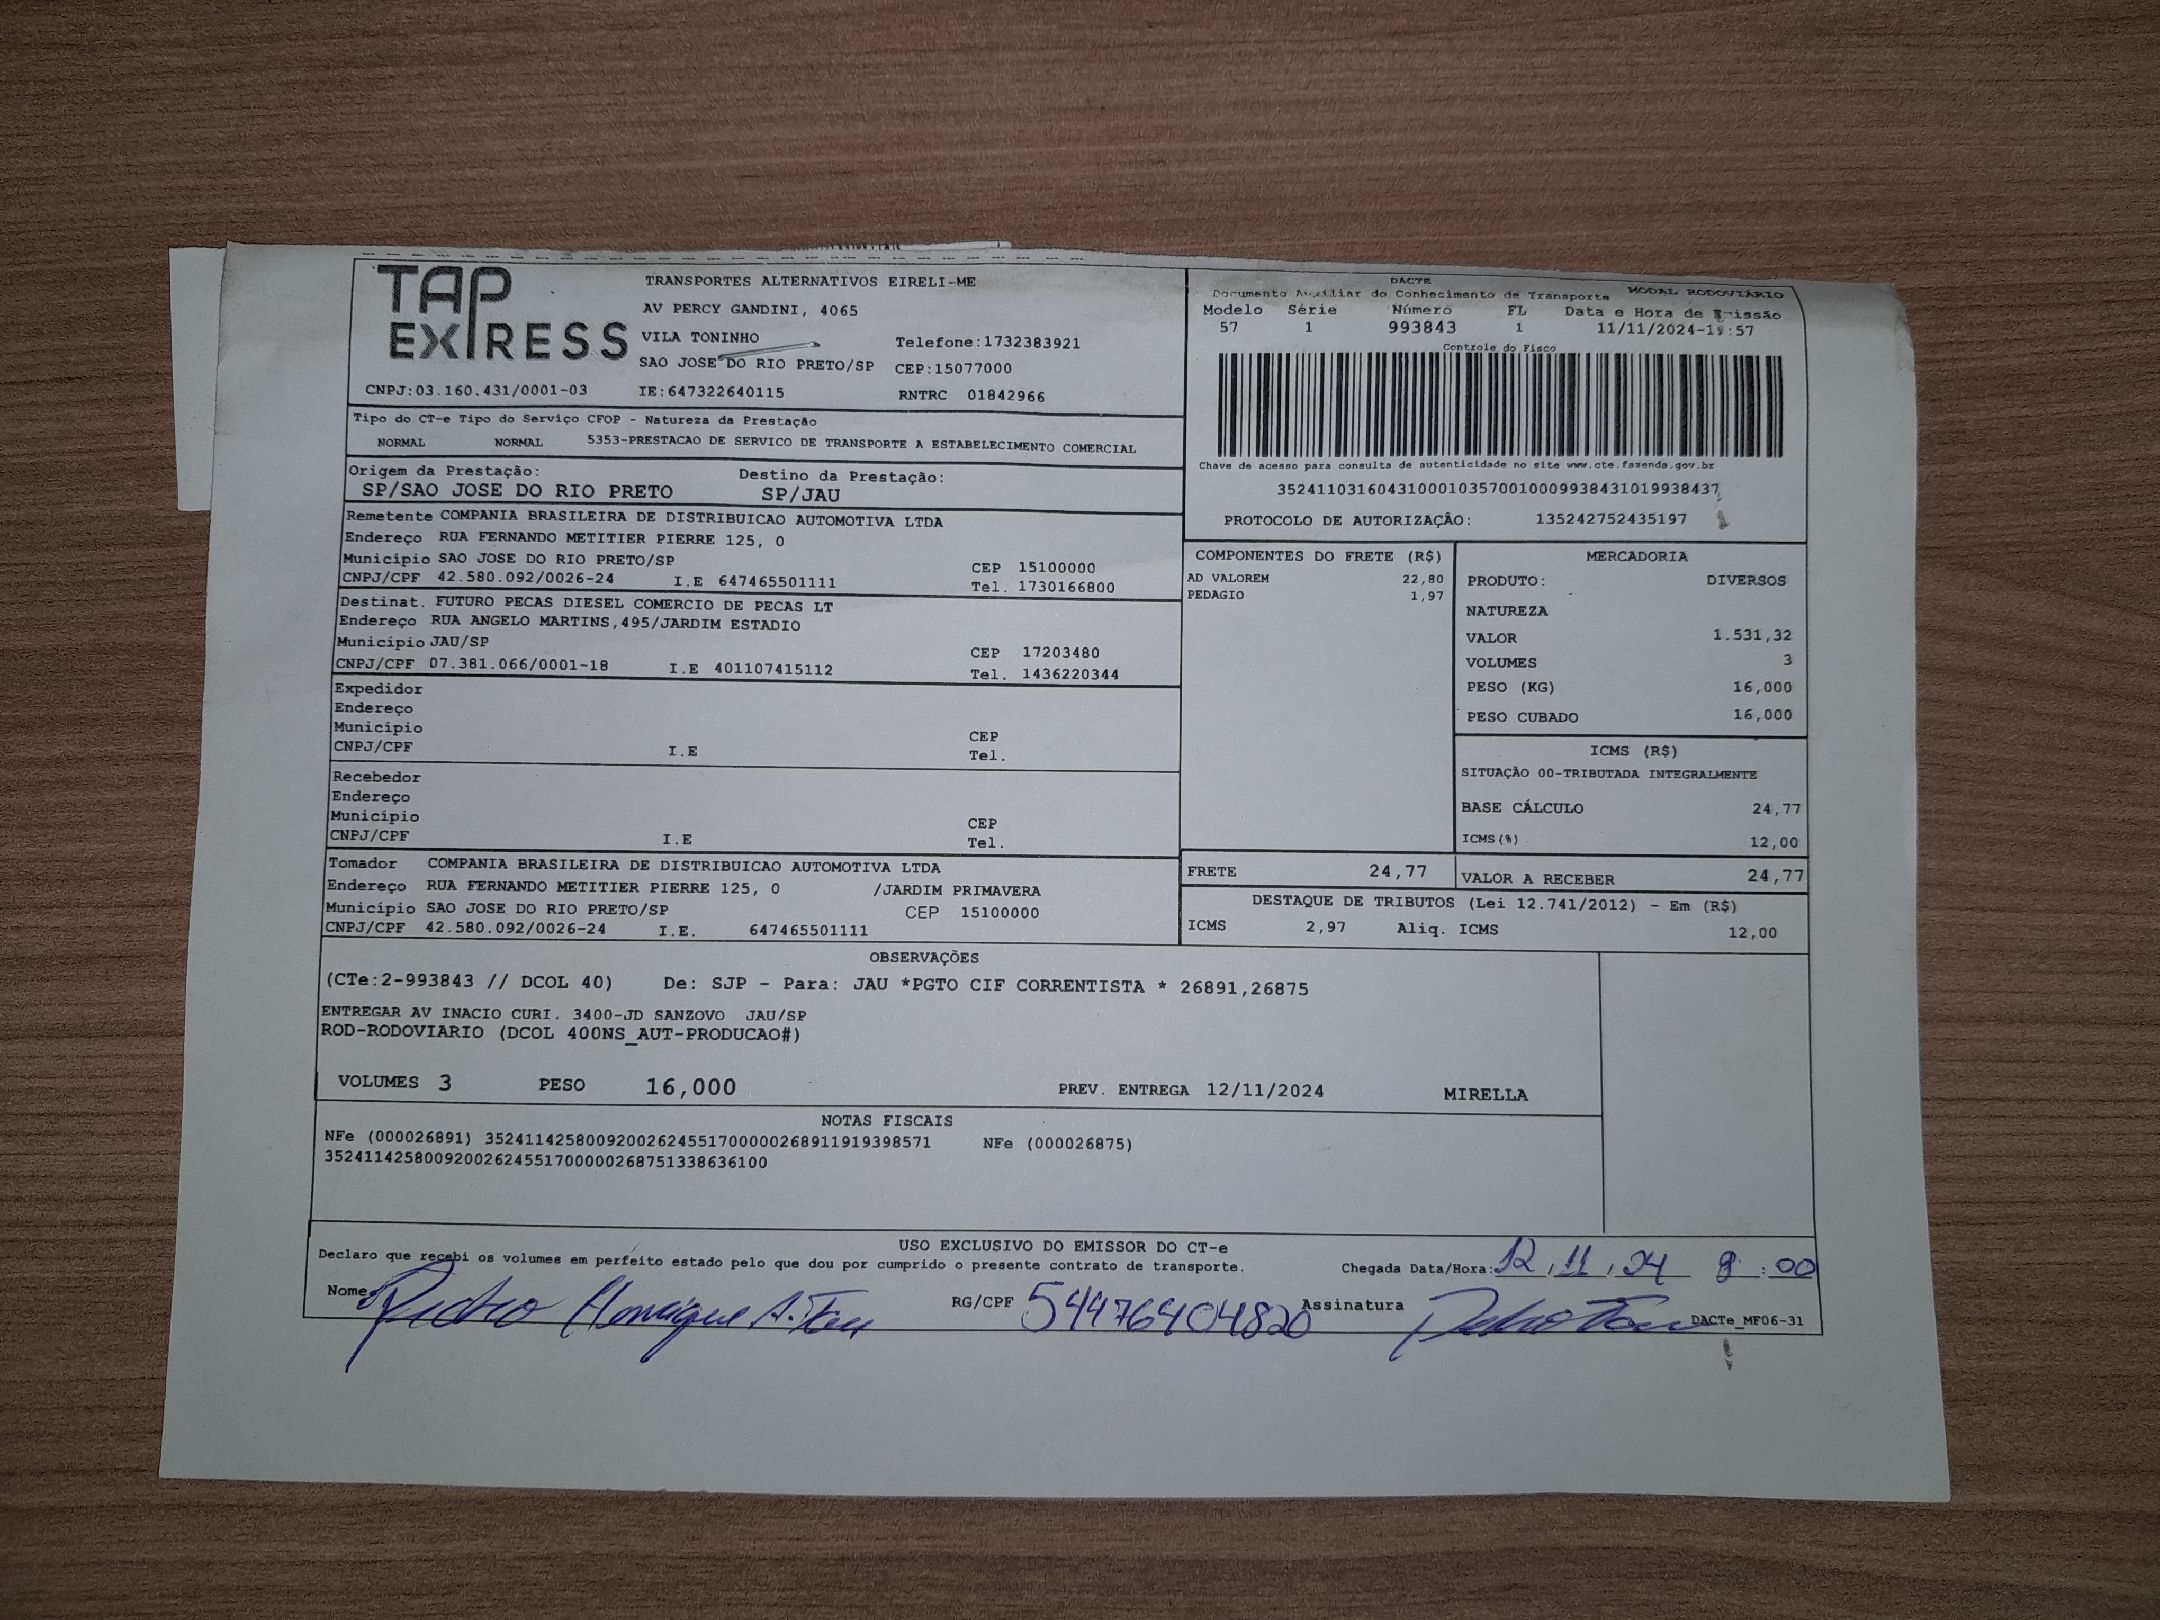 TAP EXPRESS
TRANSPORTES ALTERNATIVOS EIRELI-ME
AV PERCY GANDINI, 4065
VILA TONINHO Telefone:1732383921
SAO JOSE DO RIO PRETO/SP CEP:15077000
CNPJ:03.160.431/0001-03 IE:647322640115 RNTRC 01842966
DACTE
Documento Auxiliar do Conhecimento de Transporte MODAL RODOVIÁRIO
Modelo Série Número FL Data e Hora de Emissão
57 1 993843 1 11/11/2024-
Controle do Fisco
Chave de acesso para consulta de autenticidade no site www.cte.fazenda.gov.br
35241103160431000103570010009938431019938437
PROTOCOLO DE AUTORIZAÇÃO: 135242752435197
Tipo do CT-e Tipo do Serviço CFOP - Natureza da Prestação
NORMAL NORMAL 5353-PRESTACAO DE SERVICO DE TRANSPORTE A ESTABELECIMENTO COMERCIAL
Origem da Prestação: Destino da Prestação:
SP/SAO JOSE DO RIO PRETO SP/JAU
Remetente COMPANIA BRASILEIRA DE DISTRIBUICAO AUTOMOTIVA LTDA
Endereço RUA FERNANDO METITIER PIERRE 125, 0
Município SAO JOSE DO RIO PRETO/SP CEP 15100000
CNPJ/CPF 42.580.092/0026-24 I.E 647465501111 Tel. 1730166800
Destinat. FUTURO PECAS DIESEL COMERCIO DE PECAS LT
Endereço RUA ANGELO MARTINS,495/JARDIM ESTADIO
Município JAU/SP CEP 17203480
CNPJ/CPF 07.381.066/0001-18 I.E 401107415112 Tel. 1436220344
Expedidor
Endereço
Município CEP
CNPJ/CPF I.E Tel.
Recebedor
Endereço
Município CEP
CNPJ/CPF I.E Tel.
Tomador COMPANIA BRASILEIRA DE DISTRIBUICAO AUTOMOTIVA LTDA
Endereço RUA FERNANDO METITIER PIERRE 125, 0 /JARDIM PRIMAVERA
Município SAO JOSE DO RIO PRETO/SP CEP 15100000
CNPJ/CPF 42.580.092/0026-24 I.E. 647465501111
COMPONENTES DO FRETE (R$)
AD VALOREM 22,80
PEDAGIO 1,97
MERCADORIA
PRODUTO: DIVERSOS
NATUREZA
VALOR 1.531,32
VOLUMES 3
PESO (KG) 16,000
PESO CUBADO 16,000
ICMS (R$)
SITUAÇÃO 00-TRIBUTADA INTEGRALMENTE
BASE CÁLCULO 24,77
ICMS(%) 12,00
FRETE 24,77 VALOR A RECEBER 24,77
DESTAQUE DE TRIBUTOS (Lei 12.741/2012) - Em (R$)
ICMS 2,97 Aliq. ICMS 12,00
OBSERVAÇÕES
(CTe:2-993843 // DCOL 40) De: SJP - Para: JAU *PGTO CIF CORRENTISTA * 26891,26875
ENTREGAR AV INACIO CURI. 3400-JD SANZOVO JAU/SP
ROD-RODOVIARIO (DCOL 400NS_AUT-PRODUCAO#)
VOLUMES 3 PESO 16,000 PREV. ENTREGA 12/11/2024 MIRELLA
NOTAS FISCAIS
NFe (000026891) 35241142580092002624551700000268911919398571 NFe (000026875)
35241142580092002624551700000268751338636100
USO EXCLUSIVO DO EMISSOR DO CT-e
Declaro que recebi os volumes em perfeito estado pelo que dou por cumprido o presente contrato de transporte.
Chegada Data/Hora: 12, 11, 24 8:00
Nome Pedro Henrique A. RG/CPF 54476404820 Assinatura Pedro
DACTe_MF06-31